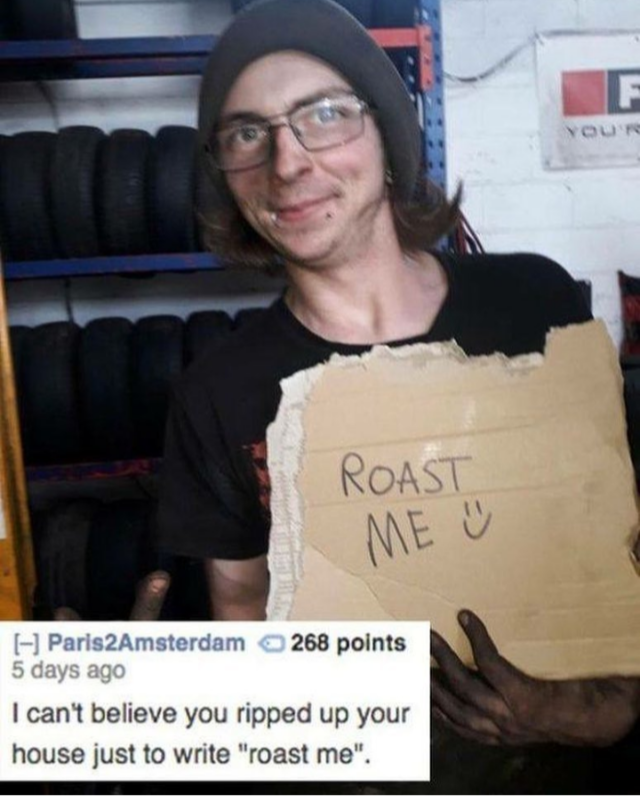 F
YOU'R
ROAST
ME Ü
[-] Paris2Amsterdam 268 points
5 days ago
I can't believe you ripped up your
house just to write "roast me".